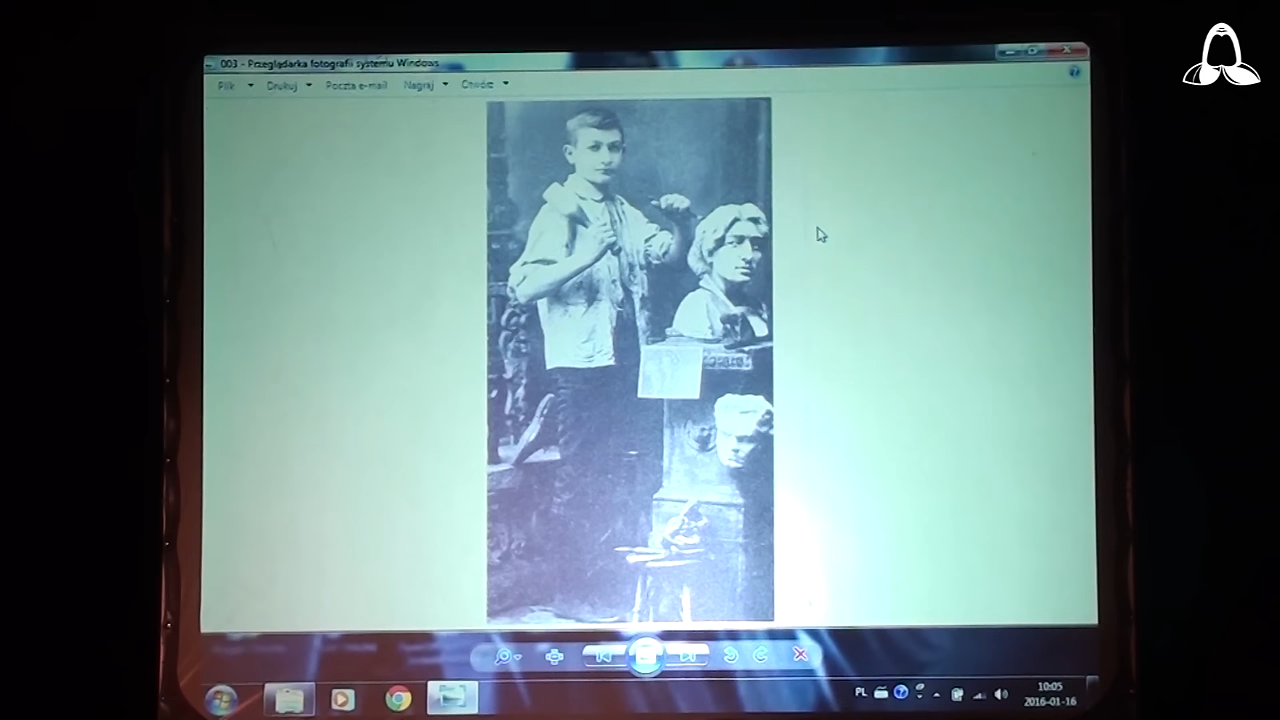 003 - Przeglądarka fotografii systemu Windows
Plik Drukuj Poczta e-mail Nagraj Otwórz
PL
10:05
2016-01-16